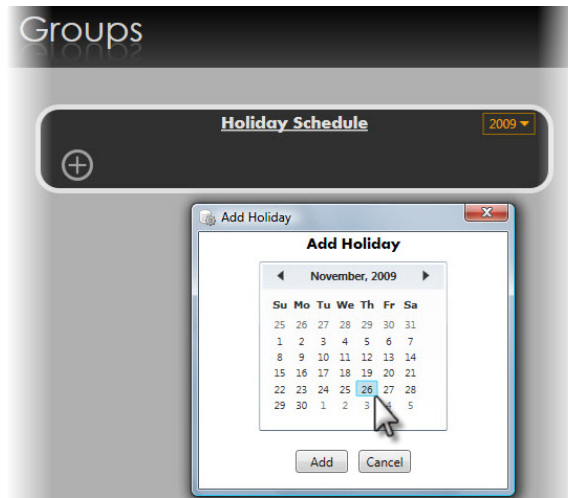 Groups
Holiday Schedule 2009
Add Holiday
Add Holiday
November, 2009
Su Mo Tu We Th Fr Sa
25 26 27 28 29 30 31
1 2 3 4 5 6 7
8 9 10 11 12 13 14
15 16 17 18 19 20 21
22 23 24 25 26 27 28
29 30 1 2 3 4 5
Add Cancel